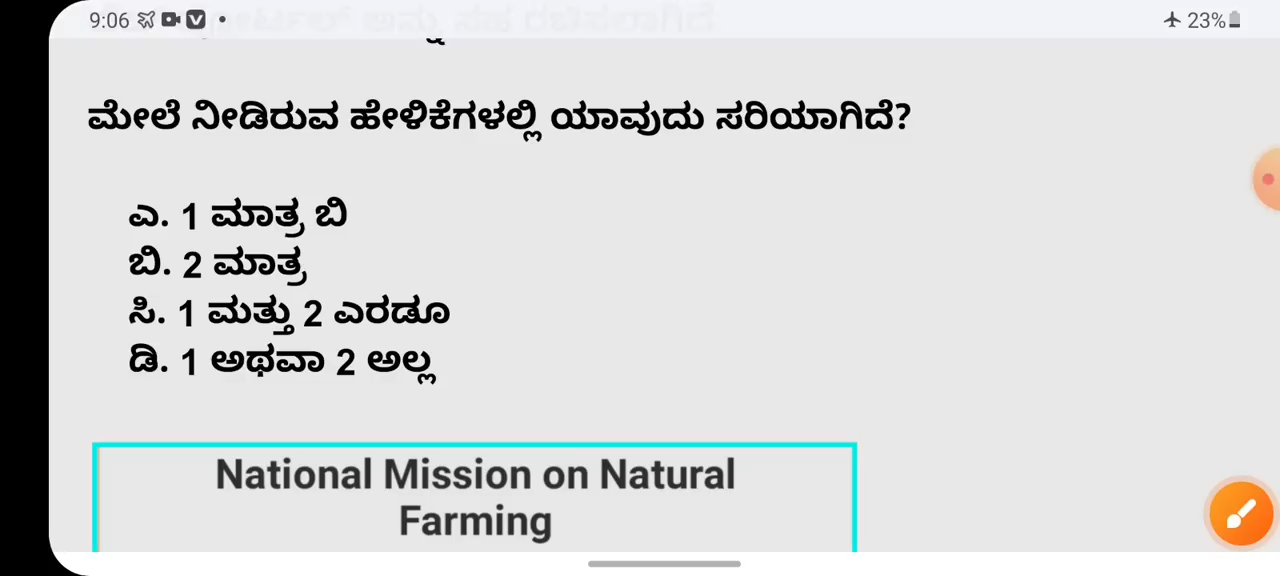 9:06
23%
ಮೇಲೆ ನೀಡಿರುವ ಹೇಳಿಕೆಗಳಲ್ಲಿ ಯಾವುದು ಸರಿಯಾಗಿದೆ?
ಎ. 1 ಮಾತ್ರ ಬಿ
ಬಿ. 2 ಮಾತ್ರ
ಸಿ. 1 ಮತ್ತು 2 ಎರಡೂ
ಡಿ. 1 ಅಥವಾ 2 ಅಲ್ಲ
National Mission on Natural
Farming